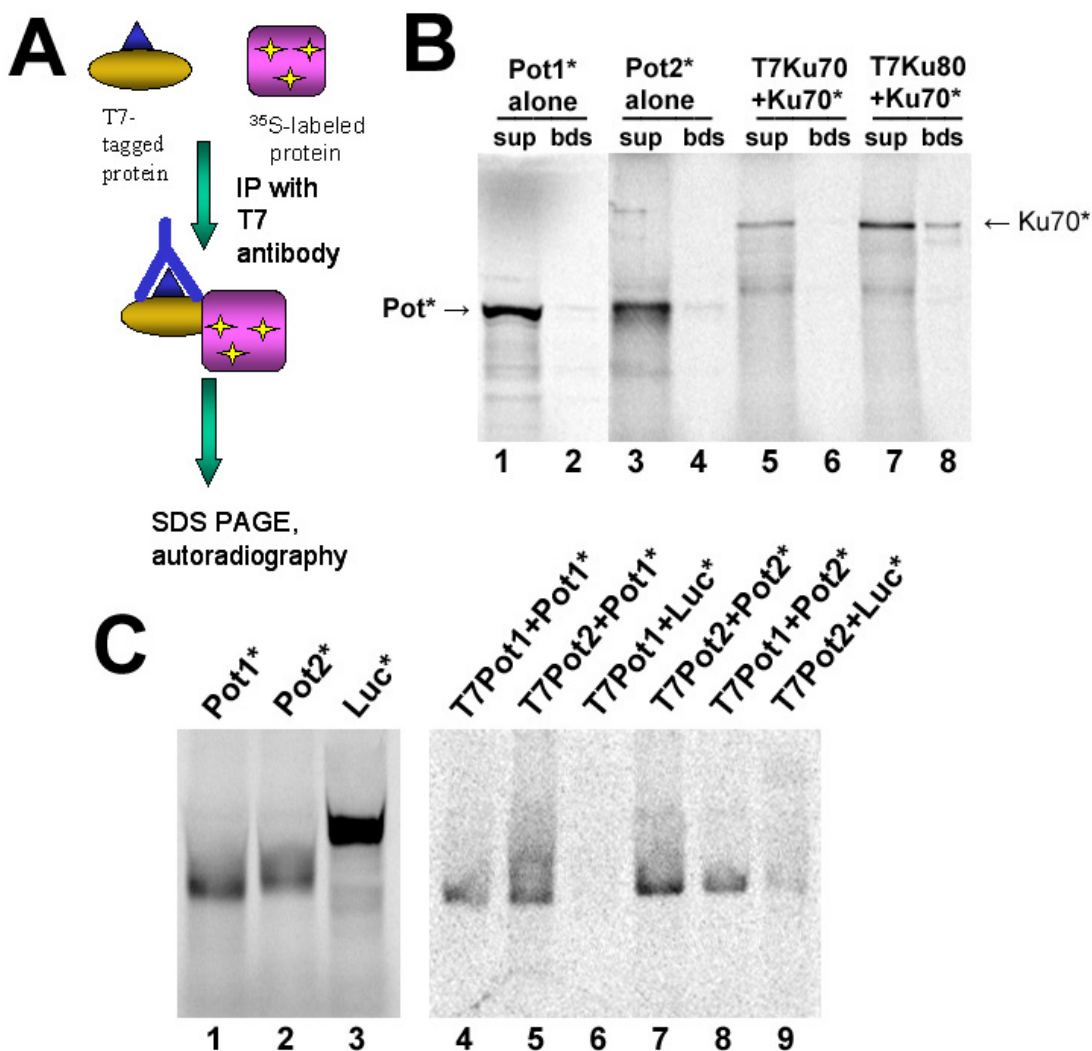 A
T7-
tagged
protein
³⁵S-labeled
protein
IP with
T7
antibody
SDS PAGE,
autoradiography
B
Pot1*
alone
Pot2*
alone
T7Ku70
+Ku70*
T7Ku80
+Ku70*
sup bds sup bds sup bds sup bds
← Ku70*
Pot* →
1 2 3 4 5 6 7 8
C
Pot1*
Pot2*
Luc*
T7Pot1+Pot1*
T7Pot2+Pot1*
T7Pot1+Luc*
T7Pot2+Pot2*
T7Pot1+Pot2*
T7Pot2+Luc*
1 2 3 4 5 6 7 8 9